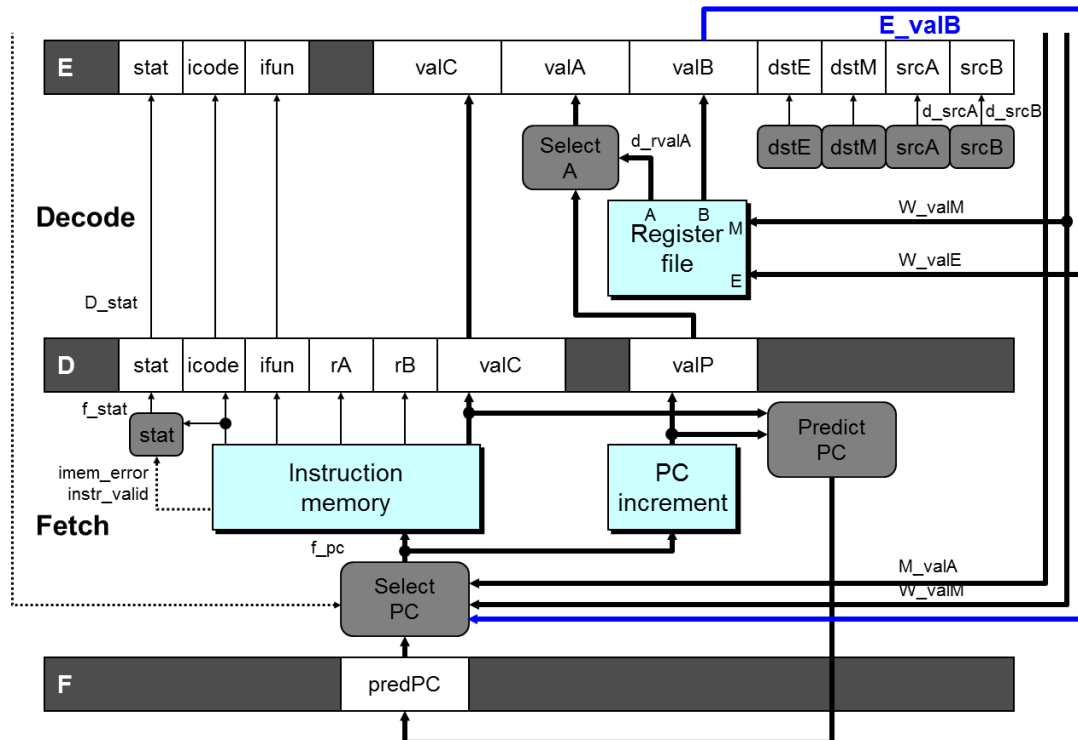 E_valB
E stat icode ifun valC valA valB dstE dstM srcA srcB
d_srcA d_srcB
Select
A
d_rvalA
dstE dstM srcA srcB
Decode
A B
Register
file
M
E
W_valM
W_valE
D_stat
D stat icode ifun rA rB valC valP
f_stat
stat
Predict
PC
imem_error
instr_valid
Instruction
memory
PC
increment
Fetch
f_pc
M_valA
W_valM
Select
PC
F predPC